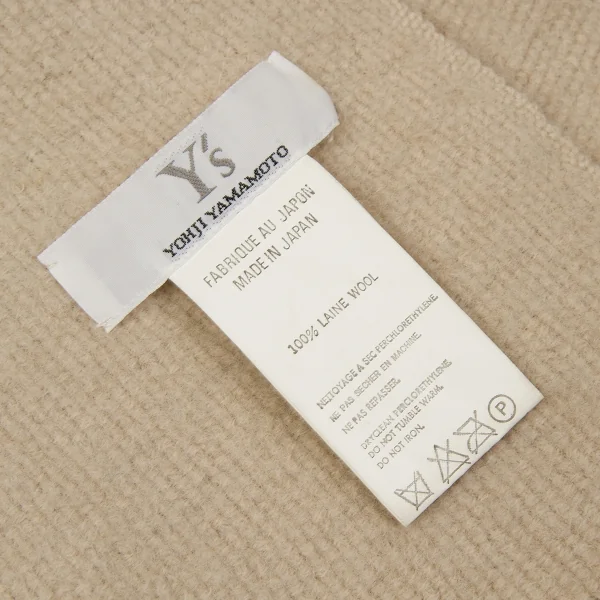 Y's
YOHJI YAMAMOTO
FABRIQUE AU JAPON
MADE IN JAPAN
100% LAINE WOOL
NETTOYAGE A SEC PERCHLORETHYLENE.
NE PAS SECHER EN MACHINE.
NE PAS REPASSER.
DRYCLEAN PERCLOROETHYLENE.
DO NOT TUMBLE WARM.
DO NOT IRON.
P